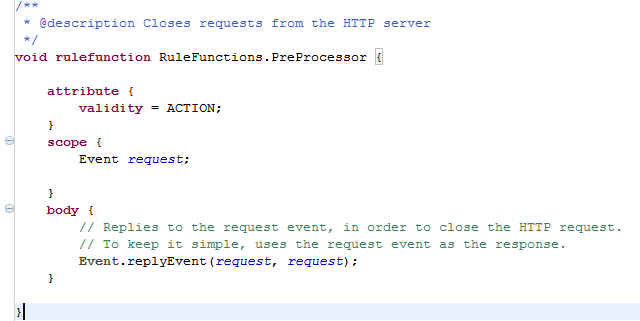 /**
 * @description Closes requests from the HTTP server
 */
void rulefunction RuleFunctions.PreProcessor {
    attribute {
        validity = ACTION;
    }
    scope {
        Event request;
    }
    body {
        // Replies to the request event, in order to close the HTTP request.
        // To keep it simple, uses the request event as the response.
        Event.replyEvent(request, request);
    }
}